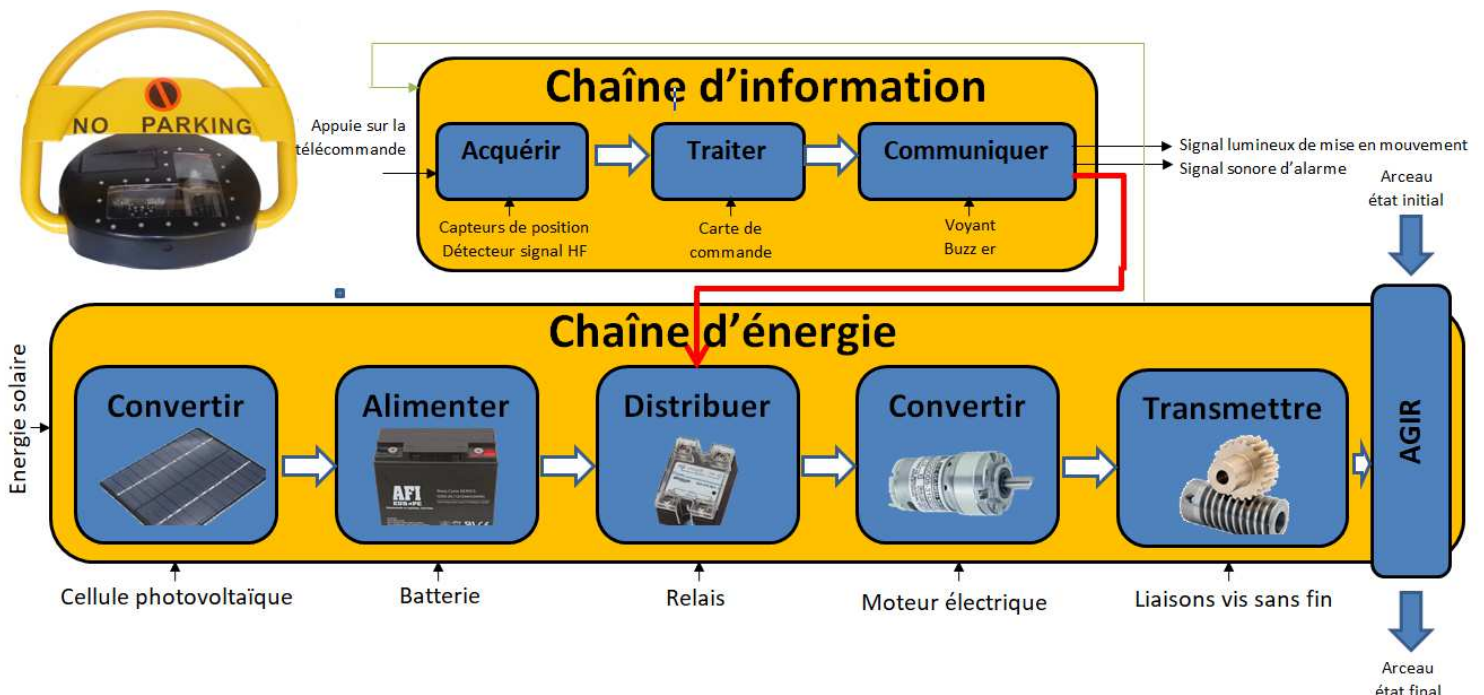 NO PARKING
Chaîne d'information
Appuie sur la
télécommande
Acquérir
Traiter
Communiquer
Signal lumineux de mise en mouvement
Signal sonore d'alarme
Capteurs de position
Détecteur signal HF
Carte de
commande
Voyant
Buzz er
Arceau
état initial
Chaîne d'énergie
Energie solaire
Convertir
Alimenter
Distribuer
Convertir
Transmettre
AGIR
AFI
Cellule photovoltaïque
Batterie
Relais
Moteur électrique
Liaisons vis sans fin
Arceau
état final